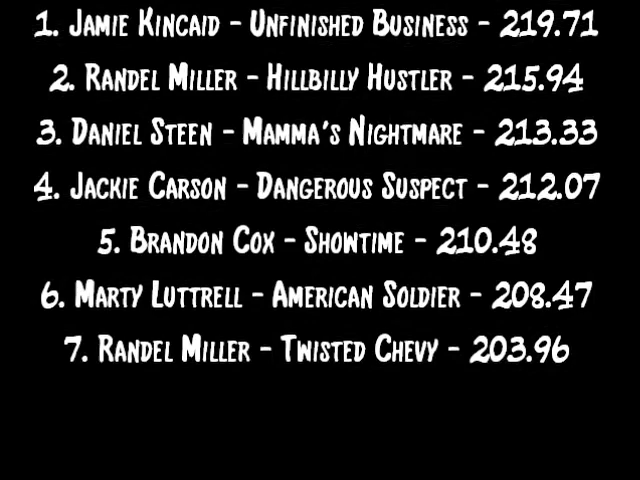 1. Jamie Kincaid - Unfinished Business - 219.71
2. Randel Miller - Hillbilly Hustler - 215.94
3. Daniel Steen - Mamma's Nightmare - 213.33
4. Jackie Carson - Dangerous Suspect - 212.07
5. Brandon Cox - Showtime - 210.48
6. Marty Luttrell - American Soldier - 208.47
7. Randel Miller - Twisted Chevy - 203.96